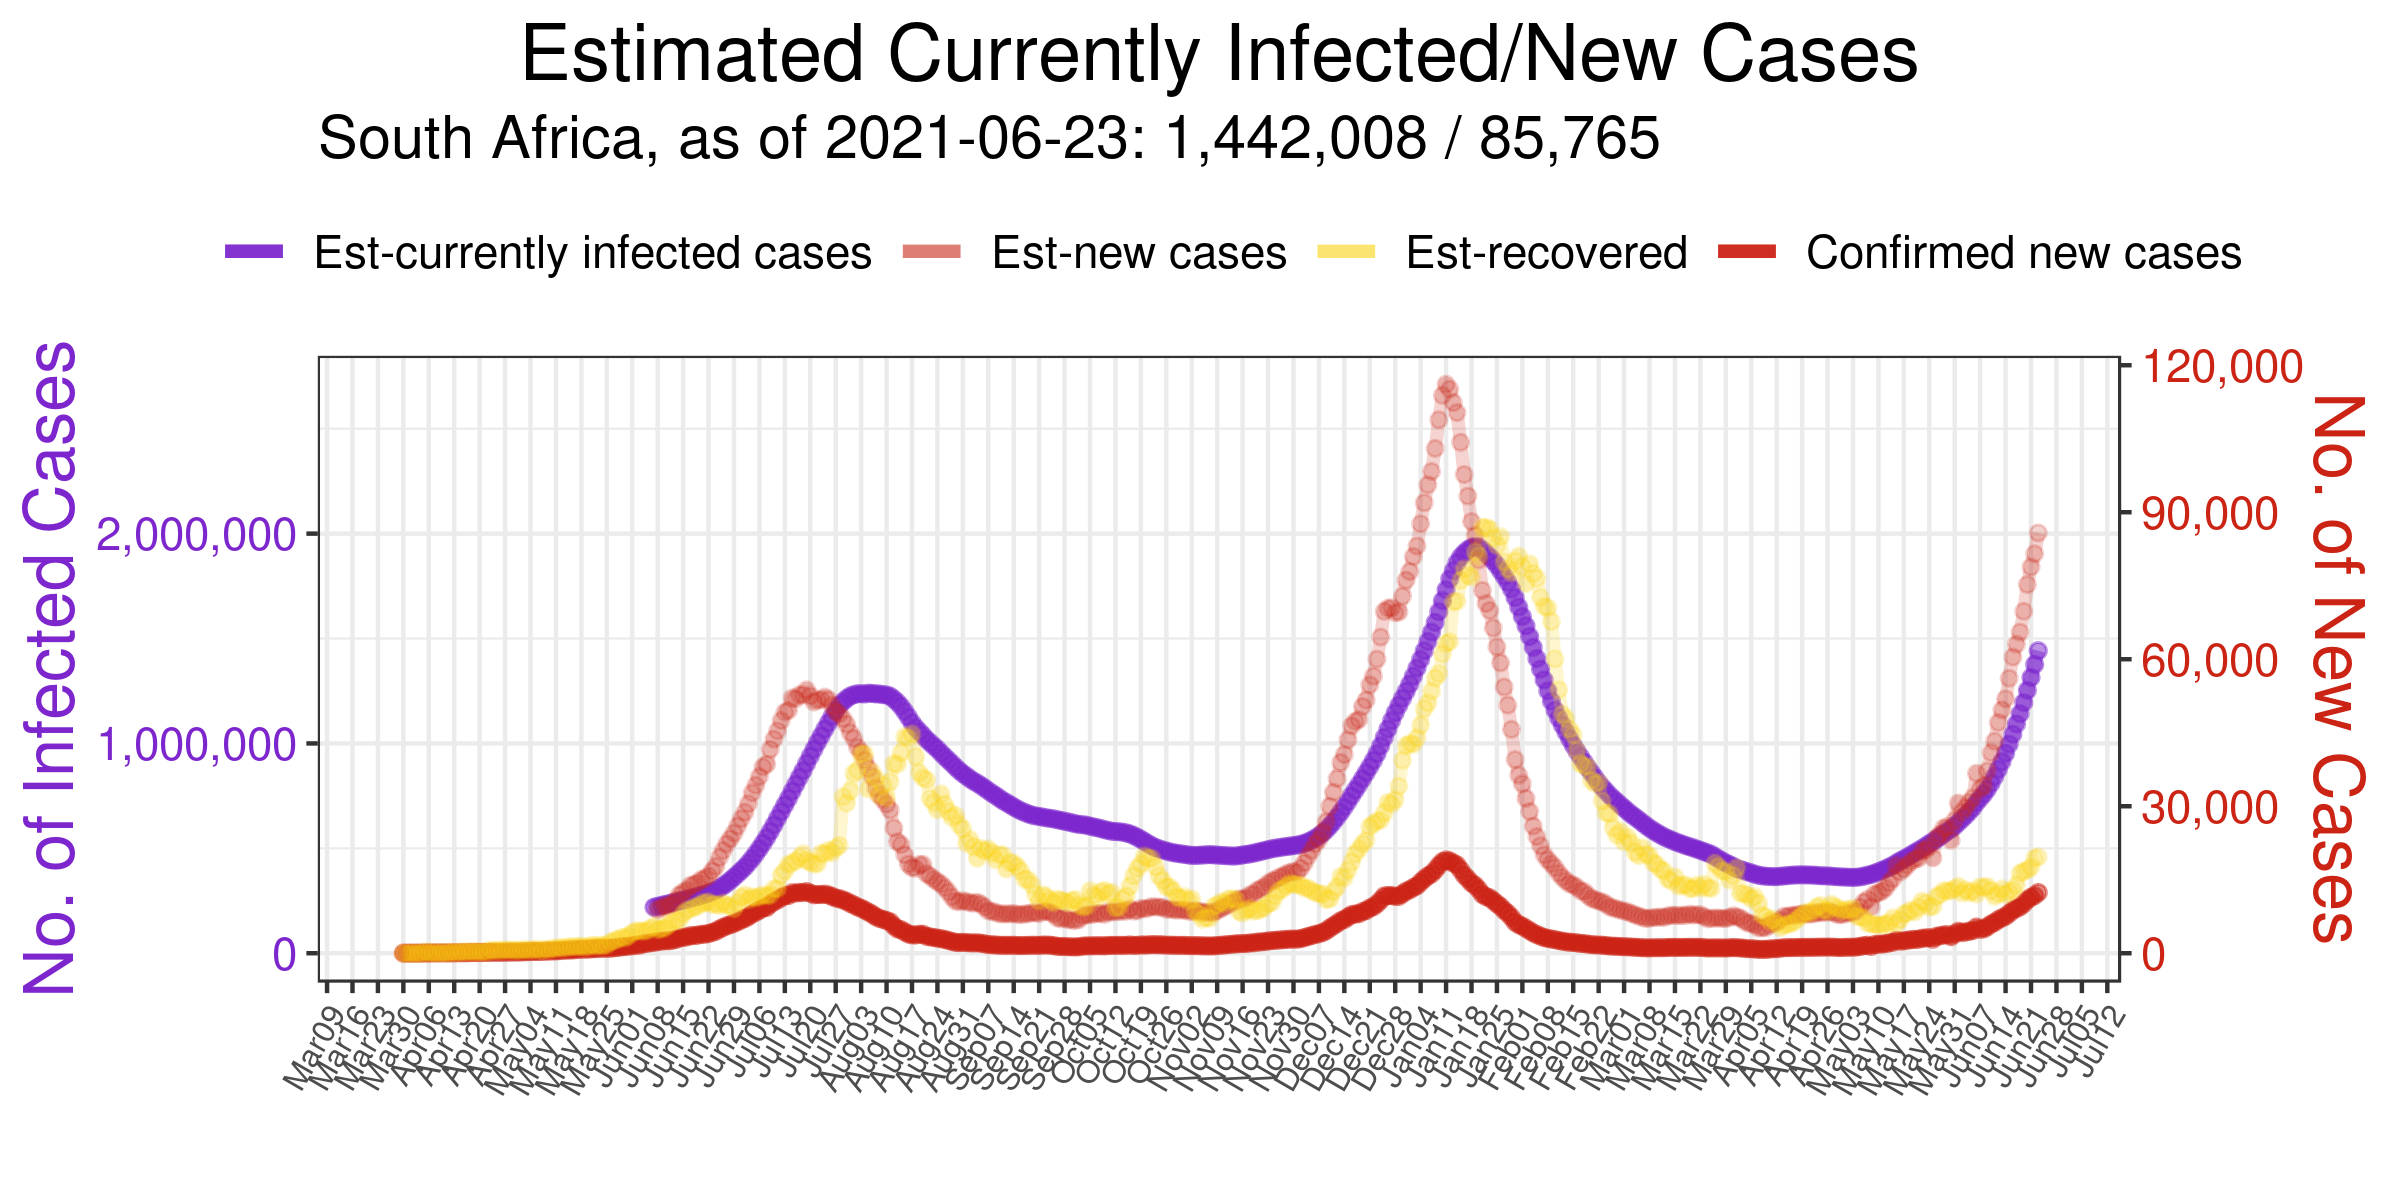 Estimated Currently Infected/New Cases
South Africa, as of 2021-06-23: 1,442,008 / 85,765
Est-currently infected cases Est-new cases Est-recovered Confirmed new cases
No. of Infected Cases
2,000,000
1,000,000
0
120,000
90,000
60,000
30,000
0
No. of New Cases
Mar09
Mar16
Mar23
Mar30
Apr06
Apr13
Apr20
Apr27
May04
May11
May18
May25
Jun01
Jun08
Jun15
Jun22
Jun29
Jul06
Jul13
Jul20
Jul27
Aug03
Aug10
Aug17
Aug24
Aug31
Sep07
Sep14
Sep21
Sep28
Oct05
Oct12
Oct19
Oct26
Nov02
Nov09
Nov16
Nov23
Nov30
Dec07
Dec14
Dec21
Dec28
Dec04
Jan11
Jan18
Jan25
Feb01
Feb08
Feb15
Feb22
Mar01
Mar08
Mar15
Mar22
Mar29
Apr05
Apr12
Apr19
Apr26
May03
May10
May17
May24
May31
Jun07
Jun14
Jun21
Jun28
Jul05
Jul12